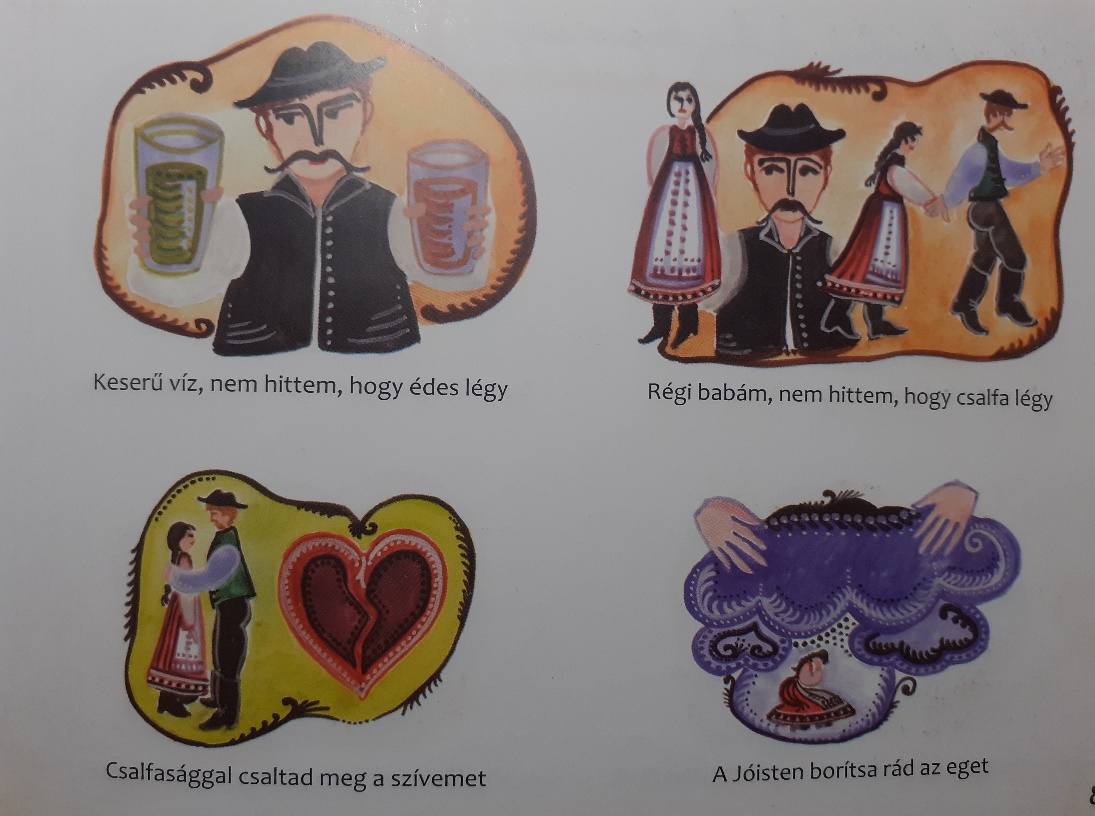 Keserű víz, nem hittem, hogy édes légy
Régi babám, nem hittem, hogy csalfa légy
Csalfasággal csaltad meg a szívemet
A Jóisten borítsa rád az eget